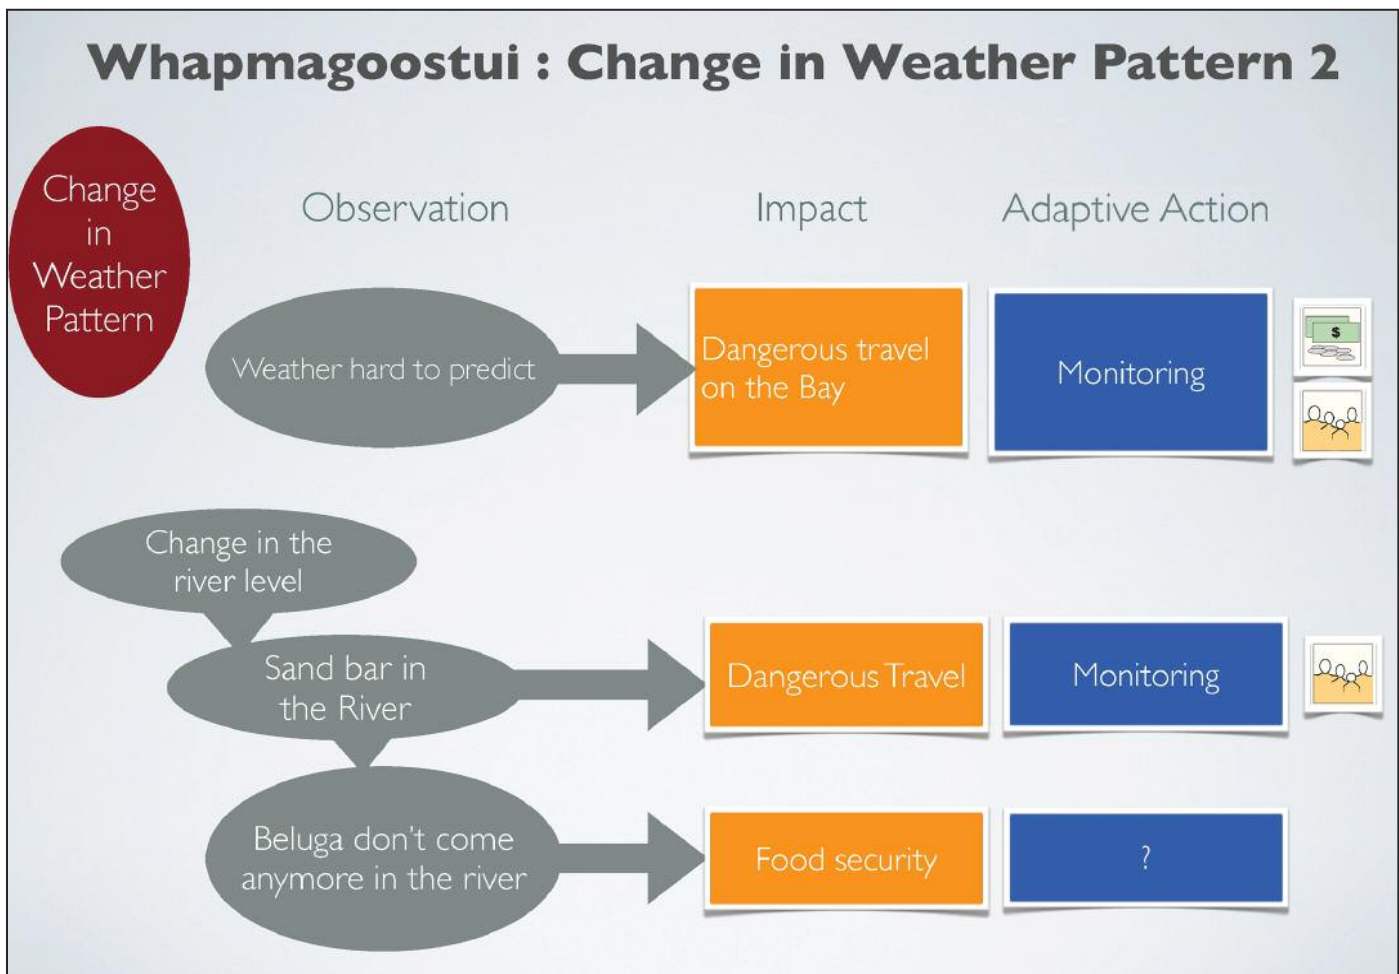 Whapmagoostui : Change in Weather Pattern 2
Change
in
Weather
Pattern
Observation
Impact
Adaptive Action
Weather hard to predict
Dangerous travel
on the Bay
Monitoring
$
Change in the
river level
Sand bar in
the River
Dangerous Travel
Monitoring
Beluga don't come
anymore in the river
Food security
?